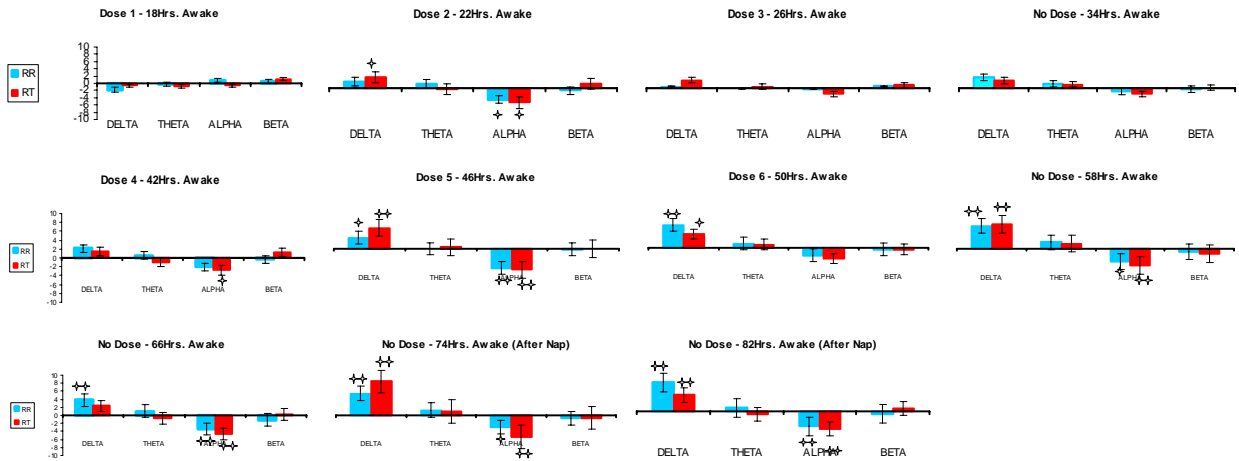 Dose 1 - 18Hrs. Awake
Dose 2 - 22Hrs. Awake
Dose 3 - 26Hrs. Awake
No Dose - 34Hrs. Awake
RR
RT
10
8
6
4
2
0
-2
-4
-6
-8
-10
DELTA THETA ALPHA BETA
DELTA THETA ALPHA BETA
DELTA THETA ALPHA BETA
DELTA THETA ALPHA BETA
Dose 4 - 42Hrs. Awake
Dose 5 - 46Hrs. Awake
Dose 6 - 50Hrs. Awake
No Dose - 58Hrs. Awake
RR
RT
10
8
6
4
2
0
-2
-4
-6
-8
-10
DELTA THETA ALPHA BETA
DELTA THETA ALPHA BETA
DELTA THETA ALPHA BETA
DELTA THETA ALPHA BETA
No Dose - 66Hrs. Awake
No Dose - 74Hrs. Awake (After Nap)
No Dose - 82Hrs. Awake (After Nap)
RR
RT
10
8
6
4
2
0
-2
-4
-6
-8
-10
DELTA THETA ALPHA BETA
DELTA THETA ALPHA BETA
DELTA THETA ALPHA BETA